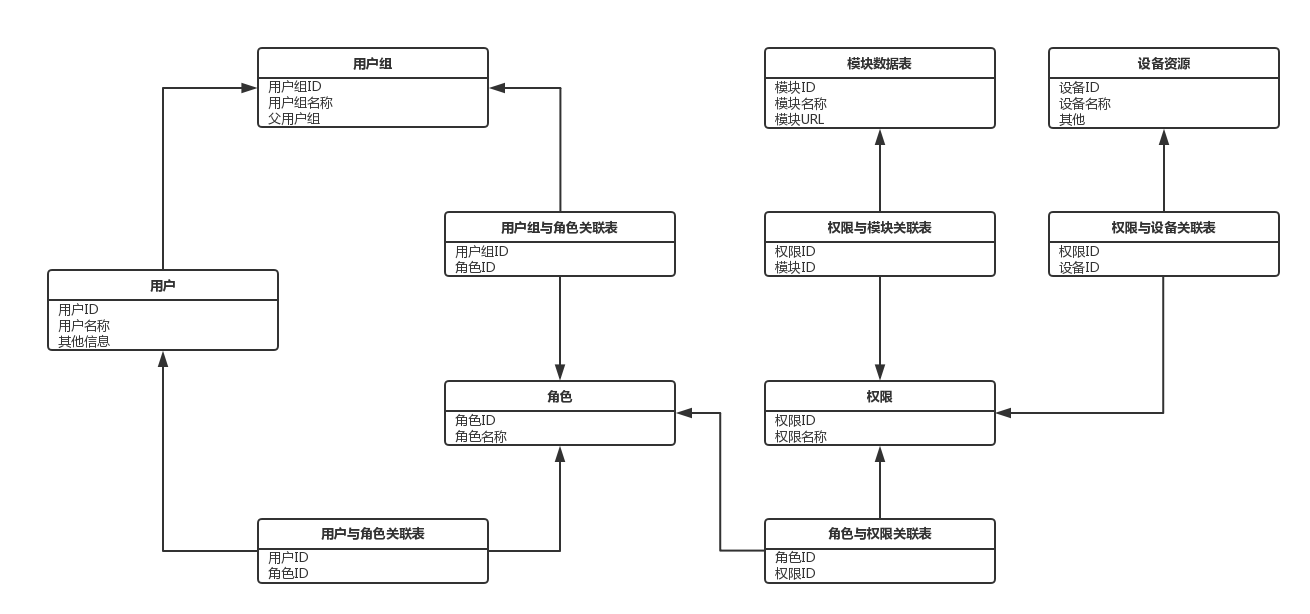 用户组
用户组ID
用户组名称
父用户组
模块数据表
模块ID
模块名称
模块URL
设备资源
设备ID
设备名称
其他
用户组与角色关联表
用户组ID
角色ID
权限与模块关联表
权限ID
模块ID
权限与设备关联表
权限ID
设备ID
用户
用户ID
用户名称
其他信息
角色
角色ID
角色名称
权限
权限ID
权限名称
用户与角色关联表
用户ID
角色ID
角色与权限关联表
角色ID
权限ID